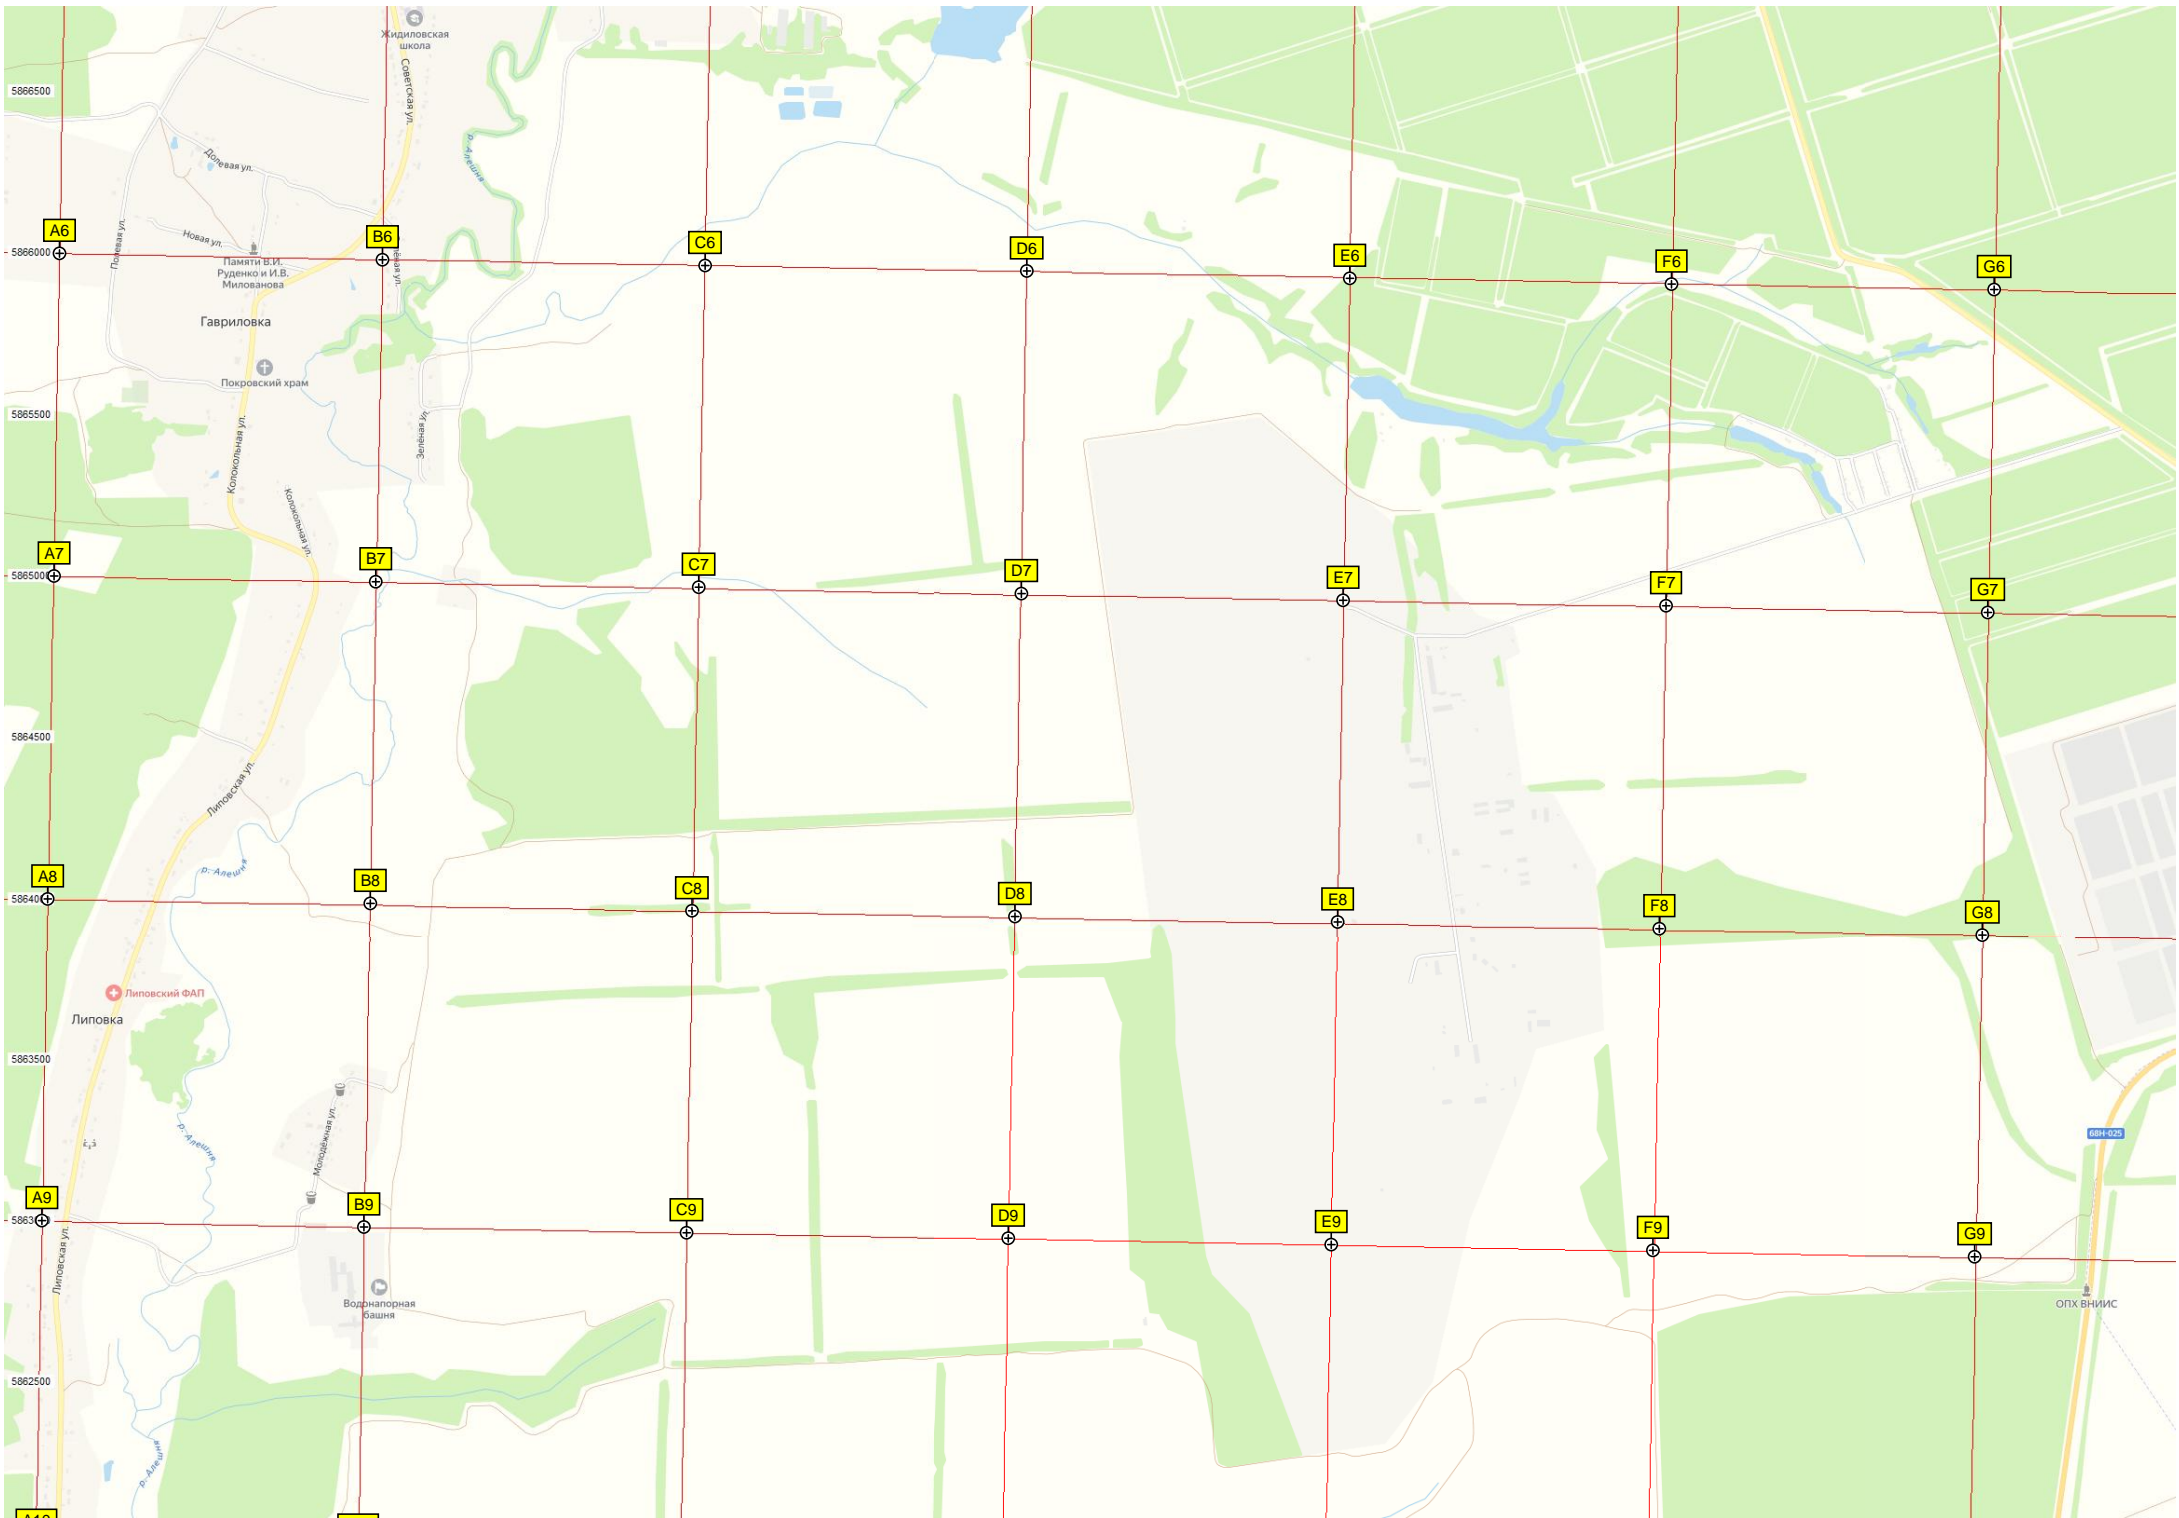 Жидиловская
школа
Советская ул.
5866500
р. Алешня
Долевая ул.
Полевая ул.
Новая ул.
A6
B6
C6
D6
E6
F6
G6
5866000
Памяти В.И.
Руденко и И.В.
Милованова
Гавриловка
Покровский храм
5865500
Колокольная ул.
Зелёная ул.
Колокольная ул.
A7
B7
C7
D7
E7
F7
G7
5864500
Липовская ул.
р. Алешня
A8
B8
C8
D8
E8
F8
G8
Липовский ФАП
Липовка
5863500
Молодёжная ул.
р. Алешня
68Н-025
A9
B9
C9
D9
E9
F9
G9
Липовская ул.
Водонапорная
башня
ОПХ ВНИИС
5862500